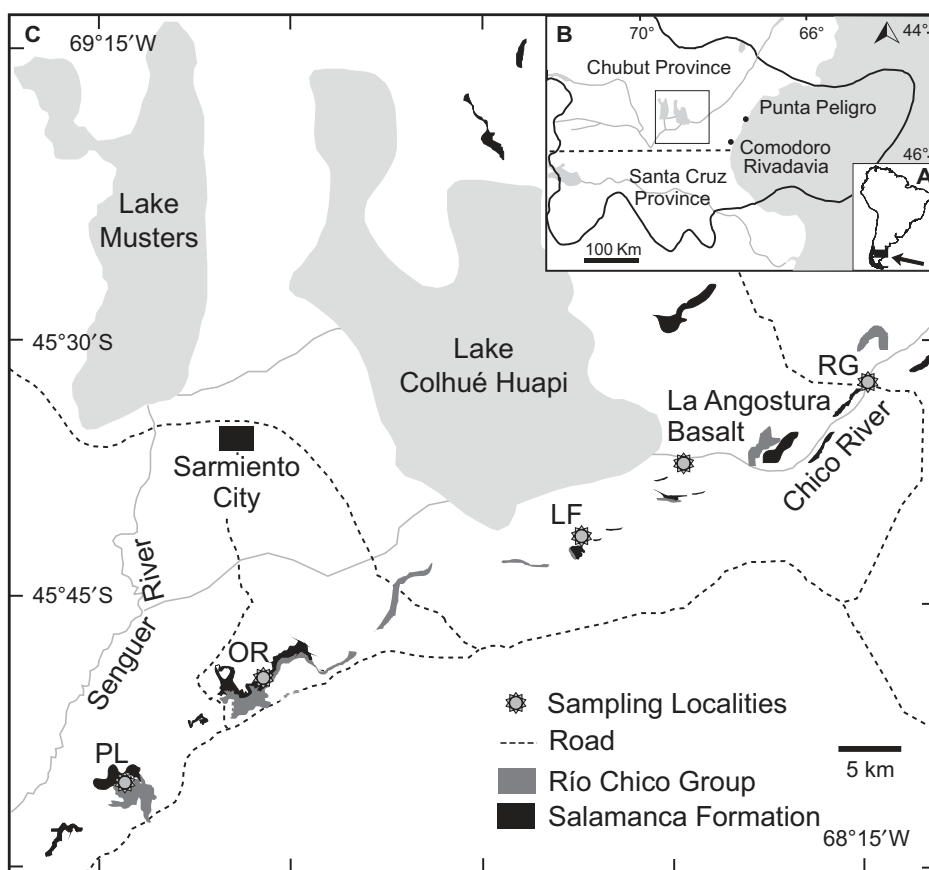 C
69°15′W
B
70°
66°
44°
Chubut Province
Punta Peligro
Comodoro
Rivadavia
46°
A
Santa Cruz
Province
100 Km
Lake
Musters
45°30′S
Lake
Colhué Huapi
RG
La Angostura
Basalt
Chico River
Sarmiento
City
LF
45°45′S
Senguer River
OR
PL
Sampling Localities
Road
Río Chico Group
Salamanca Formation
5 km
68°15′W